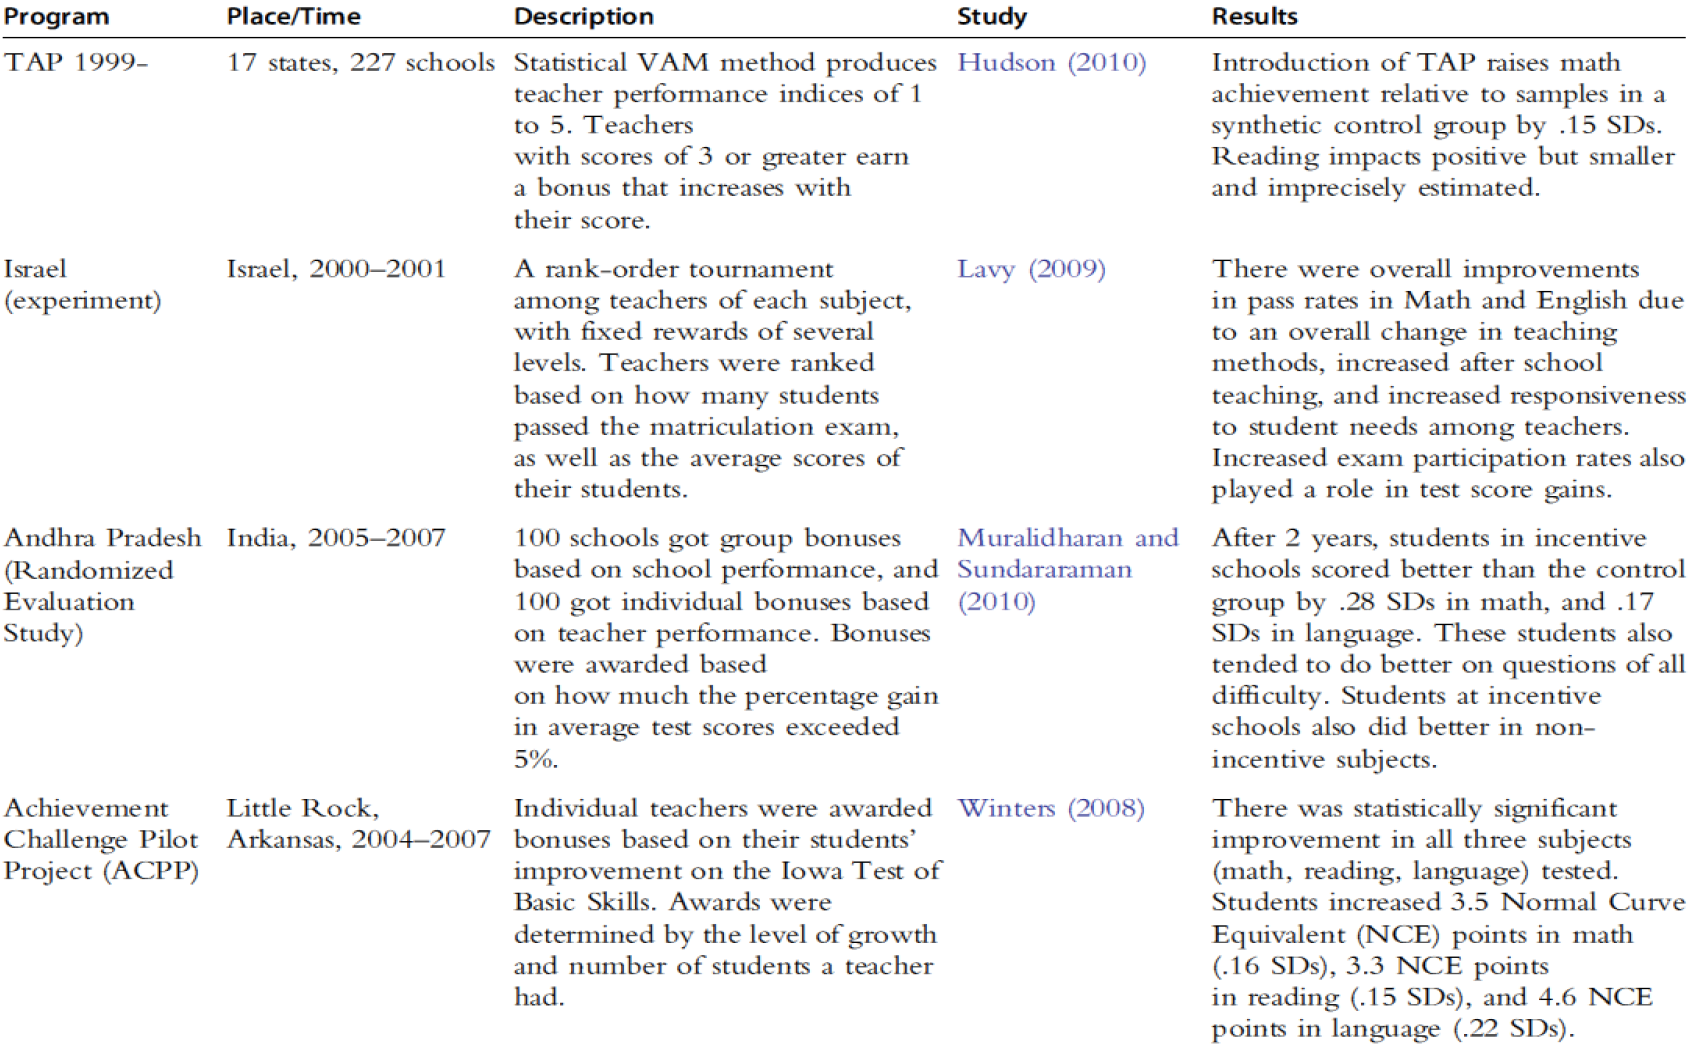 Program Place/Time Description Study Results
TAP 1999- 17 states, 227 schools Statistical VAM method produces Hudson (2010) Introduction of TAP raises math
teacher performance indices of 1 achievement relative to samples in a
to 5. Teachers synthetic control group by .15 SDs.
with scores of 3 or greater earn Reading impacts positive but smaller
a bonus that increases with and imprecisely estimated.
their score.
Israel Israel, 2000–2001 A rank-order tournament Lavy (2009) There were overall improvements
(experiment) among teachers of each subject, in pass rates in Math and English due
with fixed rewards of several to an overall change in teaching
levels. Teachers were ranked methods, increased after school
based on how many students teaching, and increased responsiveness
passed the matriculation exam, to student needs among teachers.
as well as the average scores of Increased exam participation rates also
their students. played a role in test score gains.
Andhra Pradesh India, 2005–2007 100 schools got group bonuses Muralidharan and After 2 years, students in incentive
(Randomized based on school performance, and Sundararaman schools scored better than the control
Evaluation 100 got individual bonuses based (2010) group by .28 SDs in math, and .17
Study) on teacher performance. Bonuses SDs in language. These students also
were awarded based tended to do better on questions of all
on how much the percentage gain difficulty. Students at incentive
in average test scores exceeded schools also did better in non-
5%. incentive subjects.
Achievement Little Rock, Individual teachers were awarded Winters (2008) There was statistically significant
Challenge Pilot Arkansas, 2004–2007 bonuses based on their students’ improvement in all three subjects
Project (ACPP) improvement on the Iowa Test of (math, reading, language) tested.
Basic Skills. Awards were Students increased 3.5 Normal Curve
determined by the level of growth Equivalent (NCE) points in math
and number of students a teacher (.16 SDs), 3.3 NCE points
had. in reading (.15 SDs), and 4.6 NCE
points in language (.22 SDs).